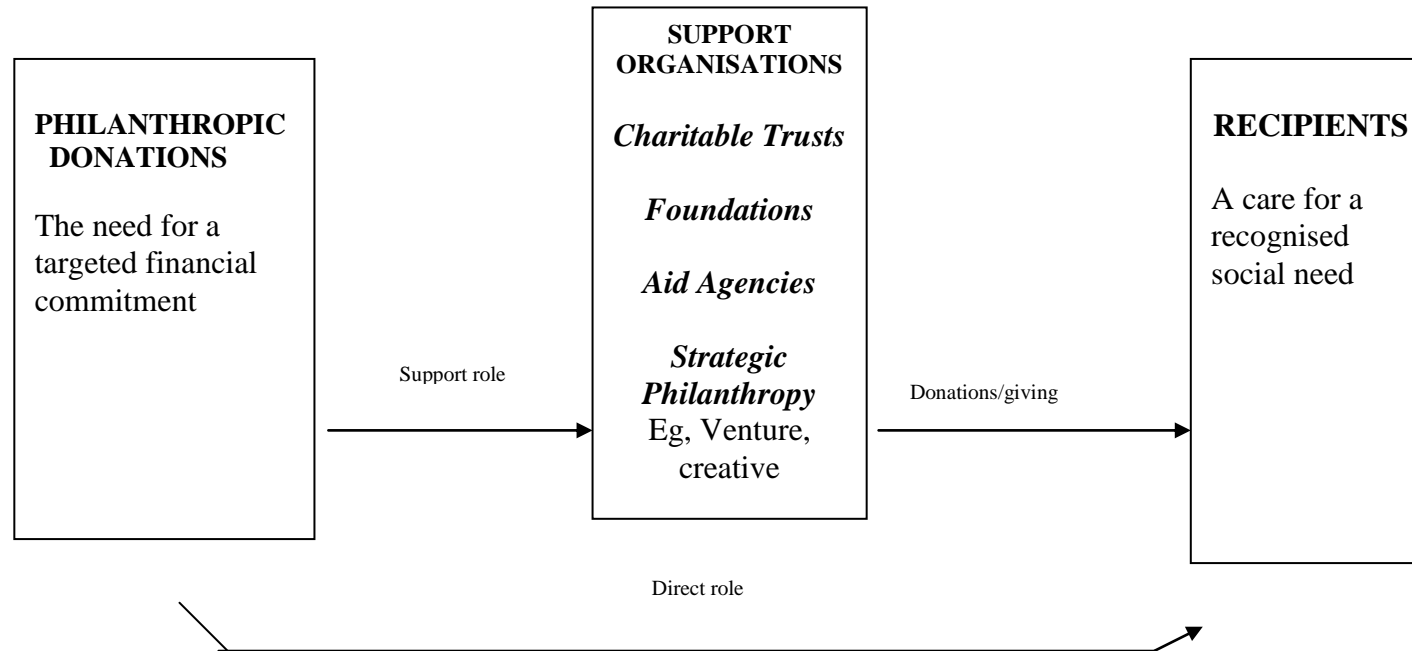 PHILANTHROPIC
DONATIONS
The need for a
targeted financial
commitment
Support role
SUPPORT
ORGANISATIONS
Charitable Trusts
Foundations
Aid Agencies
Strategic
Philanthropy
Eg, Venture,
creative
Donations/giving
RECIPIENTS
A care for a
recognised
social need
Direct role